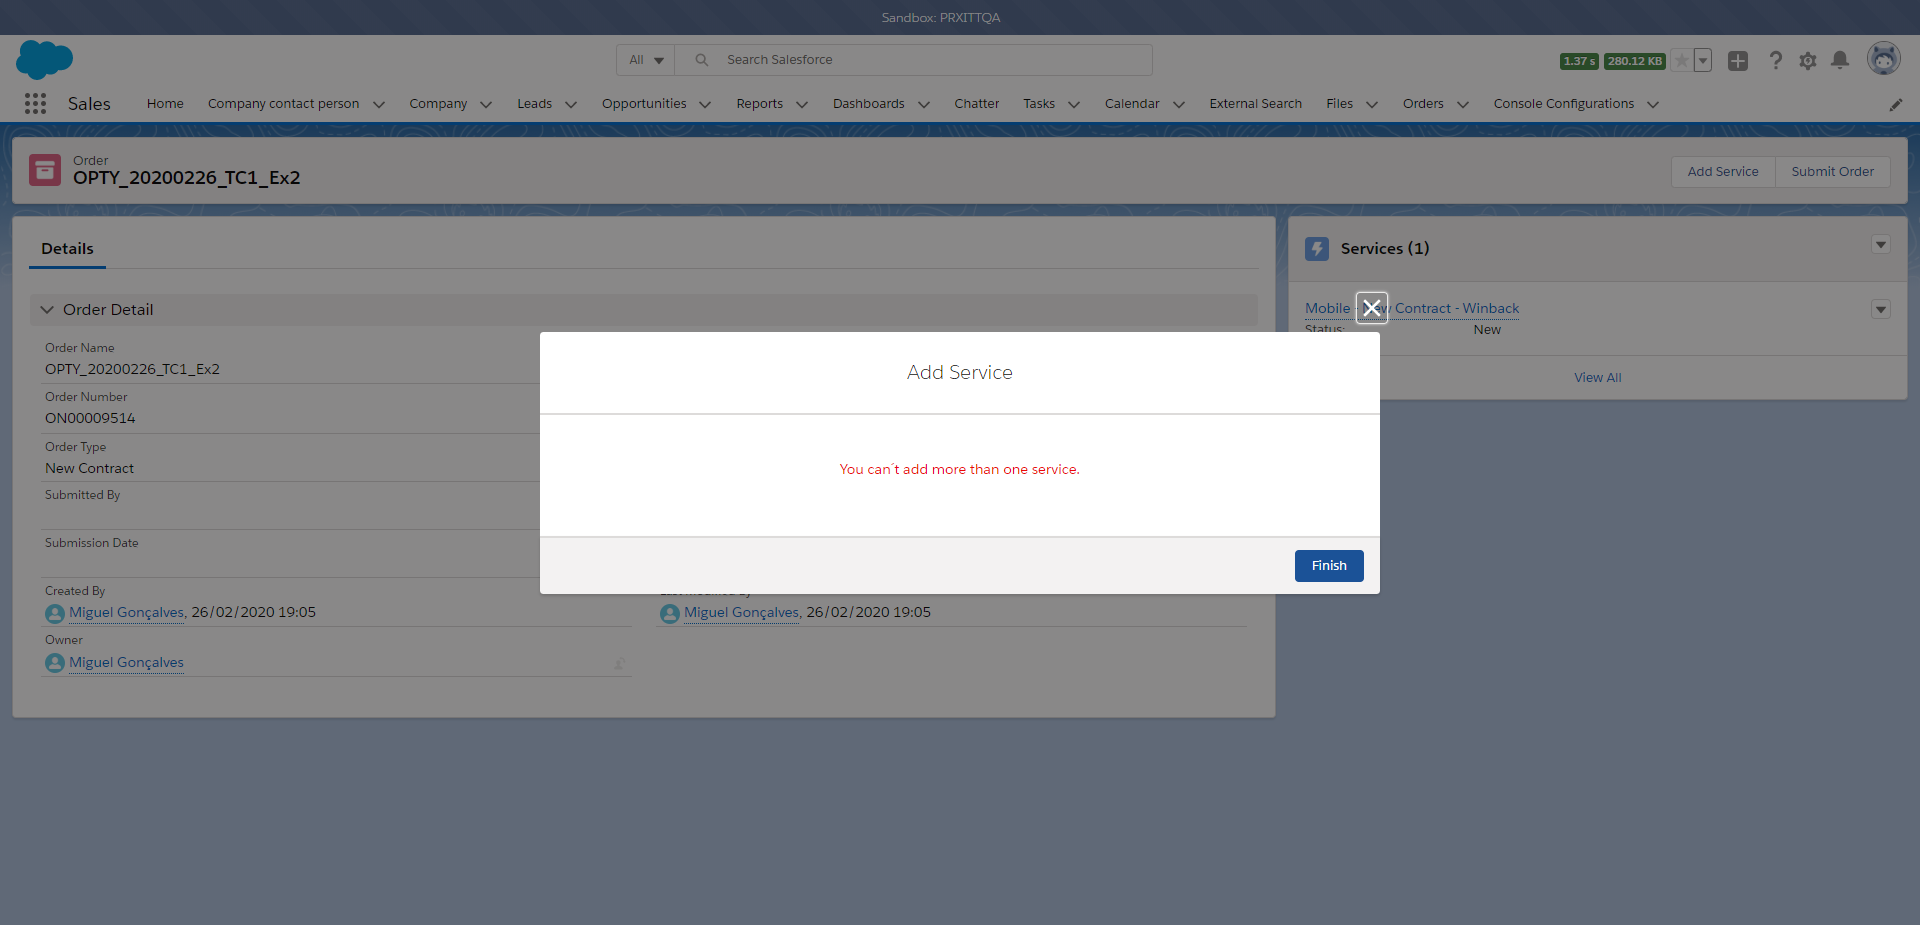 Sandbox: PRXITTQA
All
Search Salesforce
1.37 s
280.12 KB
Sales
Home
Company contact person
Company
Leads
Opportunities
Reports
Dashboards
Chatter
Tasks
Calendar
External Search
Files
Orders
Console Configurations
Order
OPTY_20200226_TC1_Ex2
Add Service
Submit Order
Details
Order Detail
Order Name
OPTY_20200226_TC1_Ex2
Order Number
ON00009514
Order Type
New Contract
Submitted By
Submission Date
Created By
Miguel Gonçalves, 26/02/2020 19:05
Last Modified By
Miguel Gonçalves, 26/02/2020 19:05
Owner
Miguel Gonçalves
Services (1)
Mobile - New Contract - Winback
Status:
New
View All
Add Service
You can´t add more than one service.
Finish